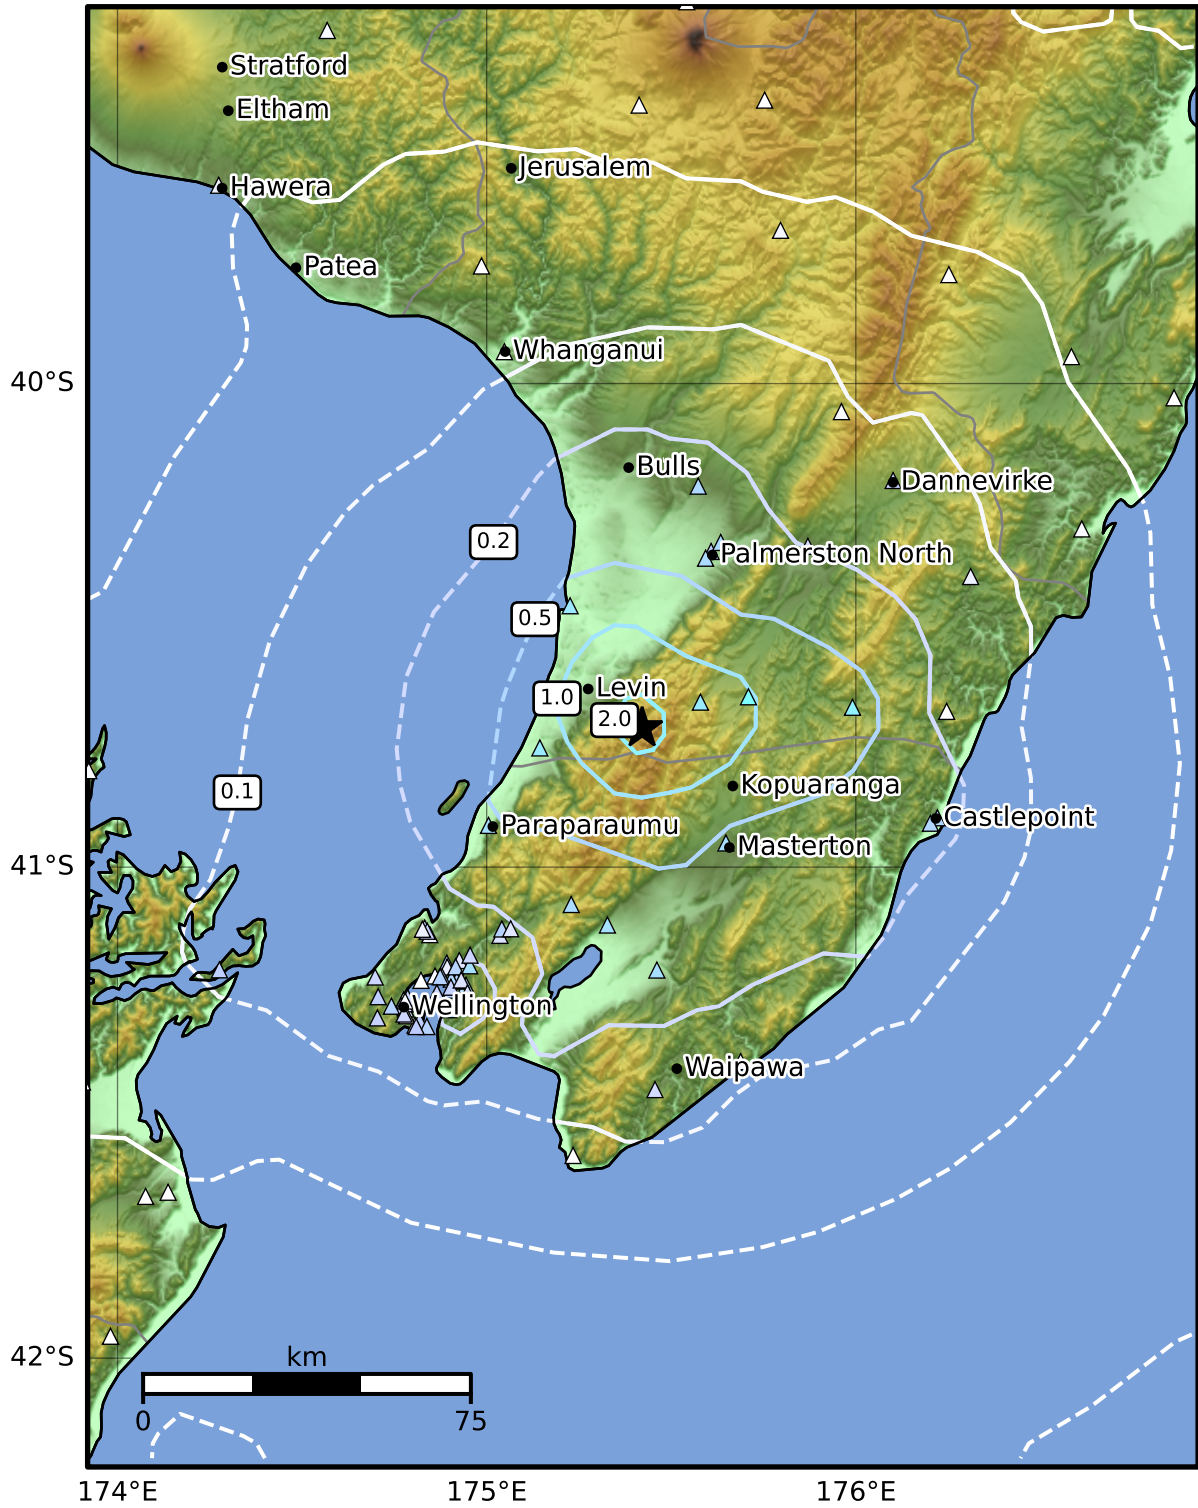 Stratford
Eltham
Jerusalem
Hawera
Patea
Whanganui
40°S
Bulls
Dannevirke
0.2
Palmerston North
0.5
Levin
1.0
2.0
Kopuaranga
0.1
Castlepoint
Paraparaumu
Masterton
41°S
Wellington
Waipawa
42°S
km
0 75
174°E 175°E 176°E